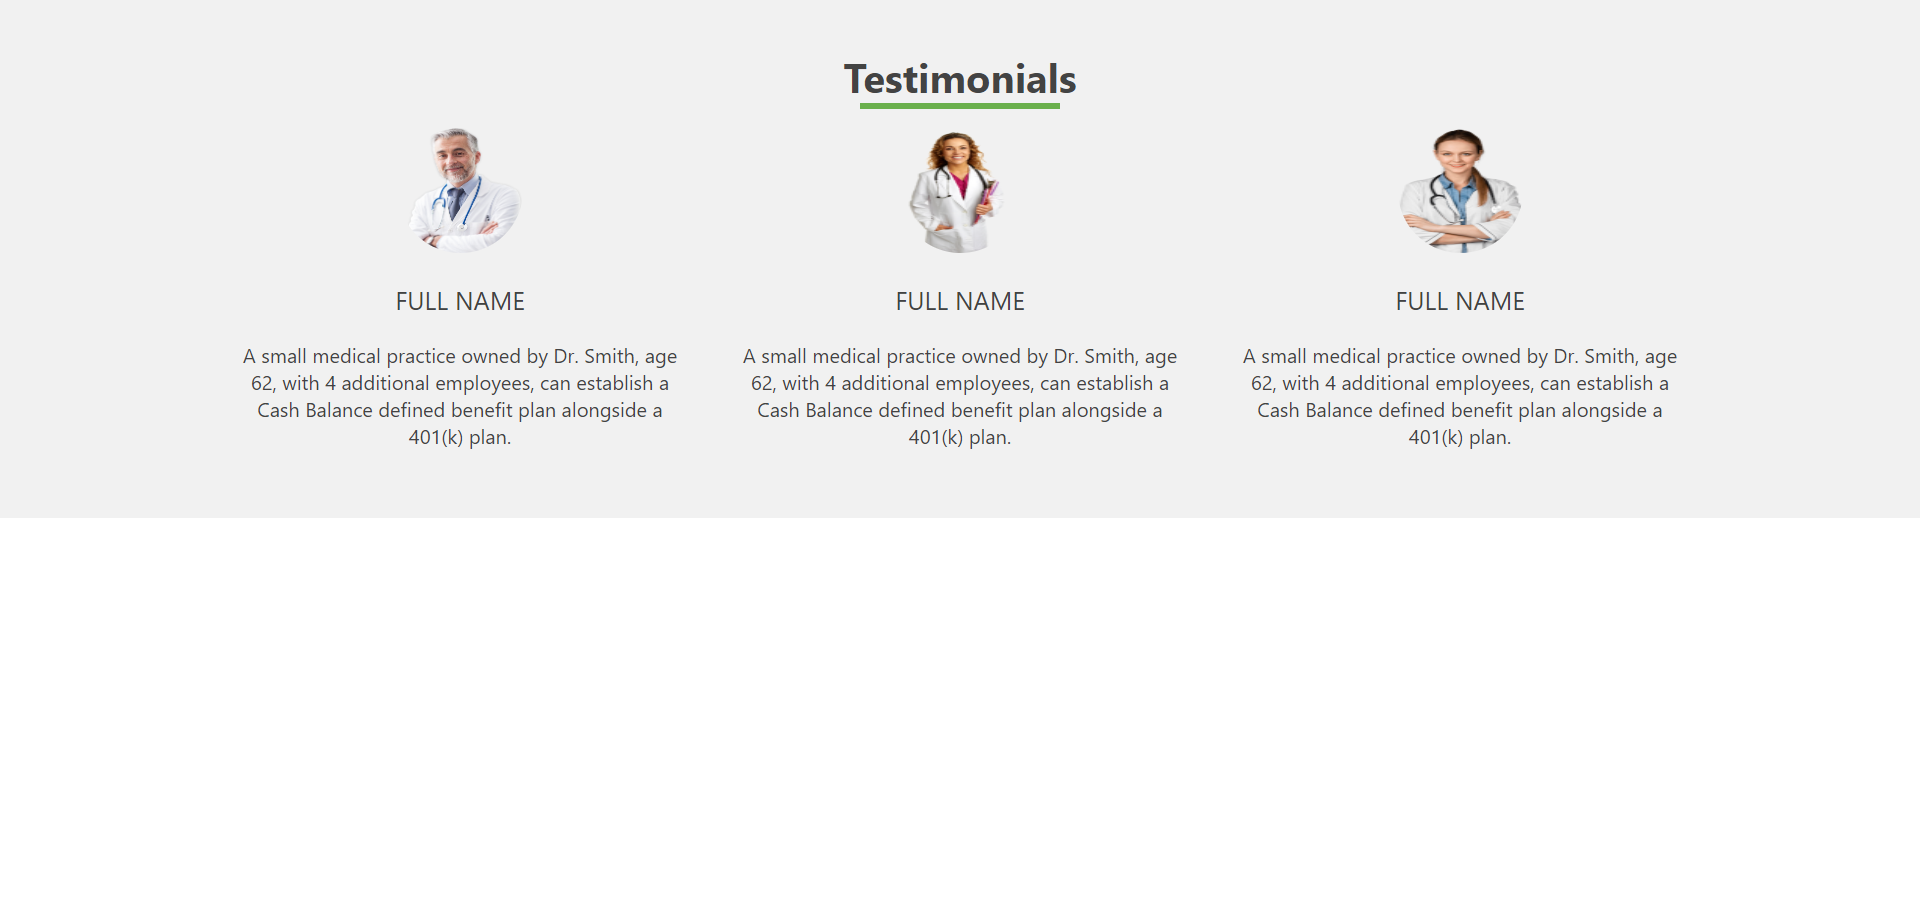 Testimonials
FULL NAME
A small medical practice owned by Dr. Smith, age
62, with 4 additional employees, can establish a
Cash Balance defined benefit plan alongside a
401(k) plan.
FULL NAME
A small medical practice owned by Dr. Smith, age
62, with 4 additional employees, can establish a
Cash Balance defined benefit plan alongside a
401(k) plan.
FULL NAME
A small medical practice owned by Dr. Smith, age
62, with 4 additional employees, can establish a
Cash Balance defined benefit plan alongside a
401(k) plan.